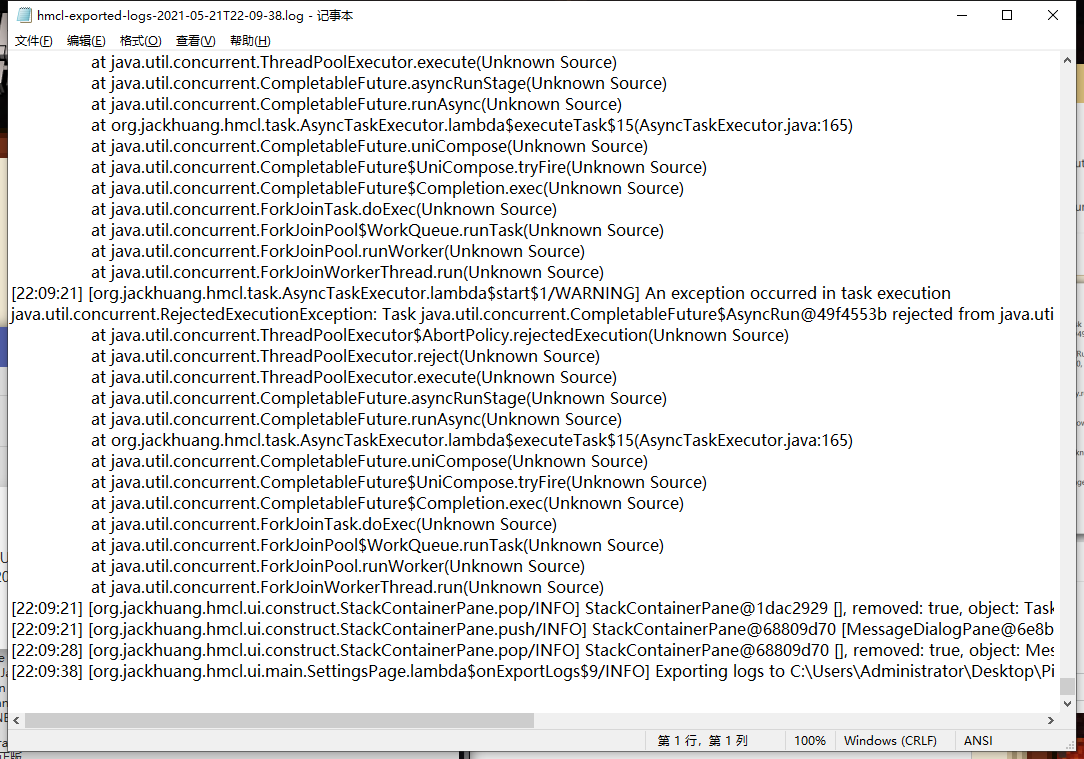 hmcl-exported-logs-2021-05-21T22-09-38.log - 记事本
文件(F) 编辑(E) 格式(O) 查看(V) 帮助(H)
at java.util.concurrent.ThreadPoolExecutor.execute(Unknown Source)
at java.util.concurrent.CompletableFuture.asyncRunStage(Unknown Source)
at java.util.concurrent.CompletableFuture.runAsync(Unknown Source)
at org.jackhuang.hmcl.task.AsyncTaskExecutor.lambda$executeTask$15(AsyncTaskExecutor.java:165)
at java.util.concurrent.CompletableFuture.uniCompose(Unknown Source)
at java.util.concurrent.CompletableFuture$UniCompose.tryFire(Unknown Source)
at java.util.concurrent.CompletableFuture$Completion.exec(Unknown Source)
at java.util.concurrent.ForkJoinTask.doExec(Unknown Source)
at java.util.concurrent.ForkJoinPool$WorkQueue.runTask(Unknown Source)
at java.util.concurrent.ForkJoinPool.runWorker(Unknown Source)
at java.util.concurrent.ForkJoinWorkerThread.run(Unknown Source)
[22:09:21] [org.jackhuang.hmcl.task.AsyncTaskExecutor.lambda$start$1/WARNING] An exception occurred in task execution
java.util.concurrent.RejectedExecutionException: Task java.util.concurrent.CompletableFuture$AsyncRun@49f4553b rejected from java.uti
at java.util.concurrent.ThreadPoolExecutor$AbortPolicy.rejectedExecution(Unknown Source)
at java.util.concurrent.ThreadPoolExecutor.reject(Unknown Source)
at java.util.concurrent.ThreadPoolExecutor.execute(Unknown Source)
at java.util.concurrent.CompletableFuture.asyncRunStage(Unknown Source)
at java.util.concurrent.CompletableFuture.runAsync(Unknown Source)
at org.jackhuang.hmcl.task.AsyncTaskExecutor.lambda$executeTask$15(AsyncTaskExecutor.java:165)
at java.util.concurrent.CompletableFuture.uniCompose(Unknown Source)
at java.util.concurrent.CompletableFuture$UniCompose.tryFire(Unknown Source)
at java.util.concurrent.CompletableFuture$Completion.exec(Unknown Source)
at java.util.concurrent.ForkJoinTask.doExec(Unknown Source)
at java.util.concurrent.ForkJoinPool$WorkQueue.runTask(Unknown Source)
at java.util.concurrent.ForkJoinPool.runWorker(Unknown Source)
at java.util.concurrent.ForkJoinWorkerThread.run(Unknown Source)
[22:09:21] [org.jackhuang.hmcl.ui.construct.StackContainerPane.pop/INFO] StackContainerPane@1dac2929 [], removed: true, object: Task
[22:09:21] [org.jackhuang.hmcl.ui.construct.StackContainerPane.push/INFO] StackContainerPane@68809d70 [MessageDialogPane@6e8b
[22:09:28] [org.jackhuang.hmcl.ui.construct.StackContainerPane.pop/INFO] StackContainerPane@68809d70 [], removed: true, object: Mes
[22:09:38] [org.jackhuang.hmcl.ui.main.SettingsPage.lambda$onExportLogs$9/INFO] Exporting logs to C:\Users\Administrator\Desktop\Pi
第 1 行，第 1 列 100% Windows (CRLF) ANSI